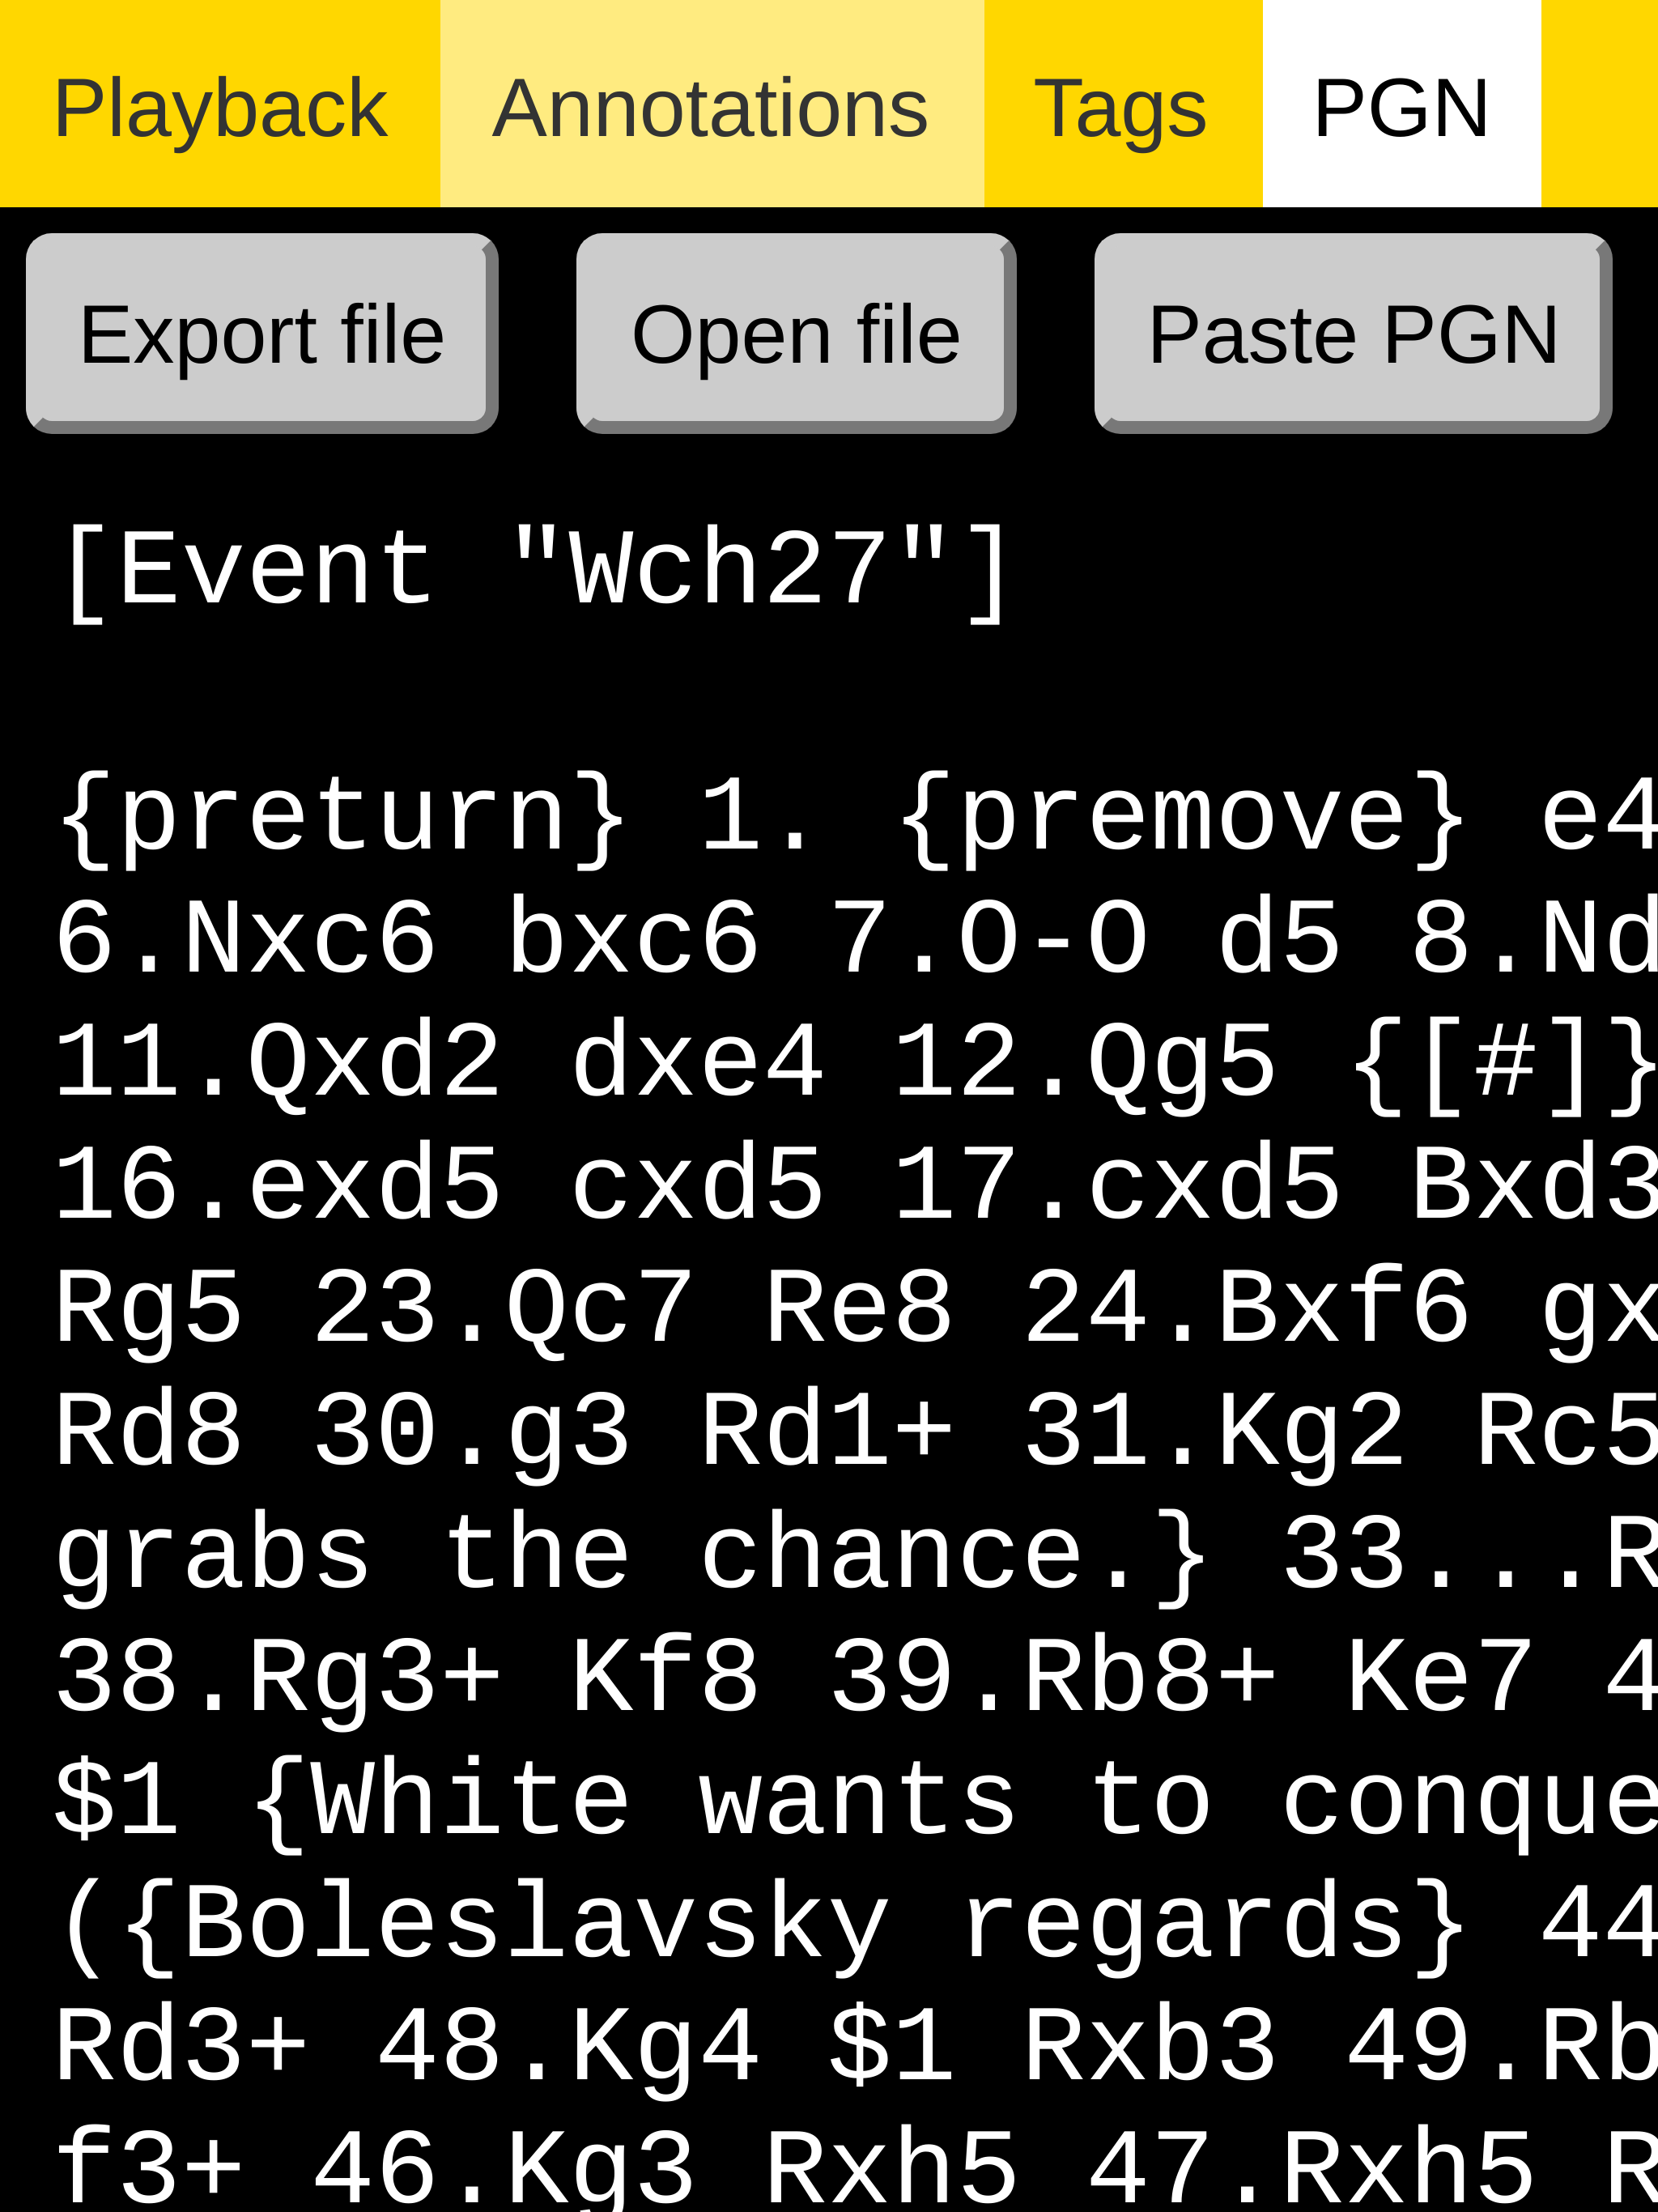 Playback Annotations Tags PGN
Export file Open file Paste PGN
[Event "Wch27"]
{preturn} 1. {premove} e4
6.Nxc6 bxc6 7.O-O d5 8.Nd
11.Qxd2 dxe4 12.Qg5 {[#]}
16.exd5 cxd5 17.cxd5 Bxd3
Rg5 23.Qc7 Re8 24.Bxf6 gx
Rd8 30.g3 Rd1+ 31.Kg2 Rc5
grabs the chance.} 33...R
38.Rg3+ Kf8 39.Rb8+ Ke7 4
$1 {White wants to conque
({Boleslavsky regards} 44
Rd3+ 48.Kg4 $1 Rxb3 49.Rb
f3+ 46.Kg3 Rxh5 47.Rxh5 R